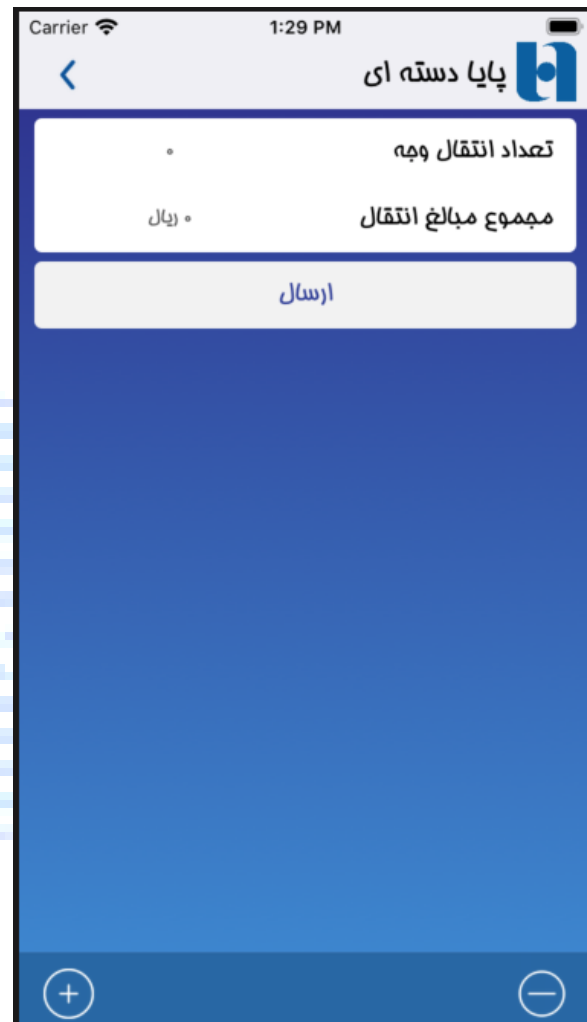 Carrier 1:29 PM
پایا دسته ای
تعداد انتقال وجه ۰
مجموع مبالغ انتقال ۰ ریال
ارسال